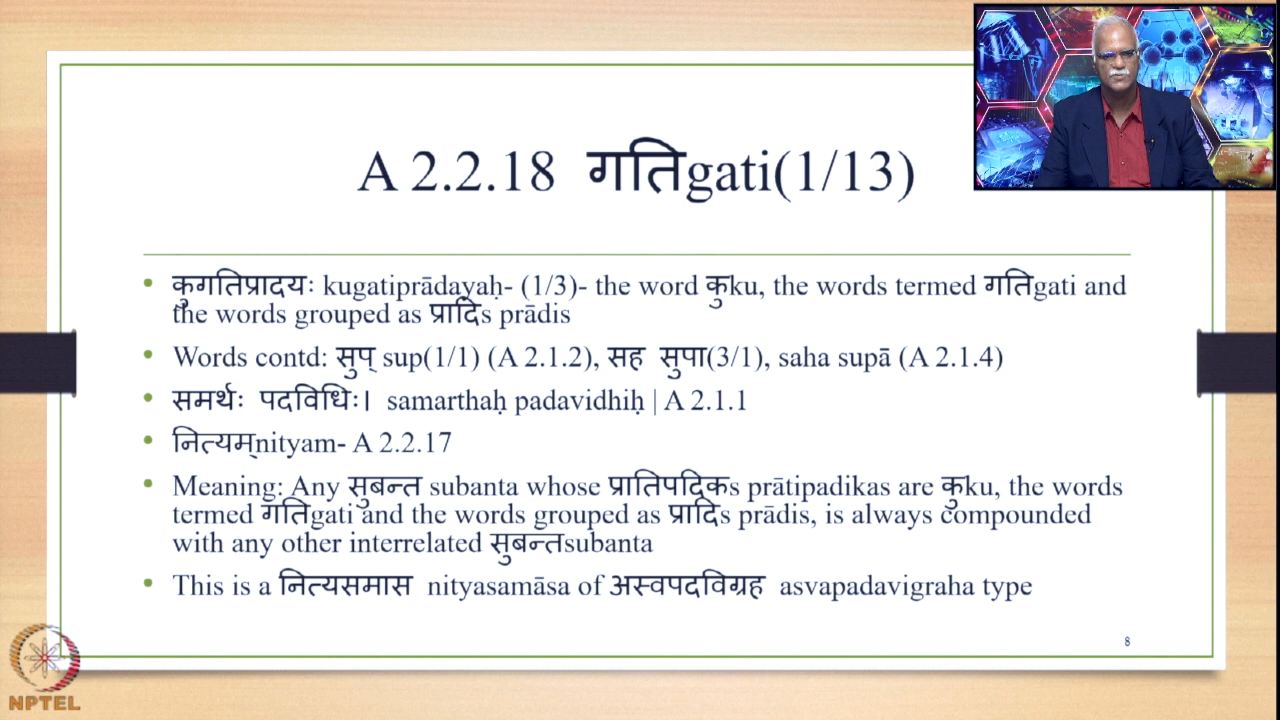 A 2.2.18 गतिgati(1/13)
• कुगतिप्रादयः kugatiprādayaḥ- (1/3)- the word कुku, the words termed गतिgati and
the words grouped as प्रादिs prādis
• Words contd: सुप् sup(1/1) (A 2.1.2), सह सुपा(3/1), saha supā (A 2.1.4)
• समर्थः पदविधिः। samarthaḥ padavidhiḥ | A 2.1.1
• नित्यम्nityam- A 2.2.17
• Meaning: Any सुबन्त subanta whose प्रातिपदिकs prātipadikas are कुku, the words
termed गतिgati and the words grouped as प्रादिs prādis, is always compounded
with any other interrelated सुबन्तsubanta
• This is a नित्यसमास nityasamāsa of अस्वपदविग्रह asvapadavigraha type
8
NPTEL